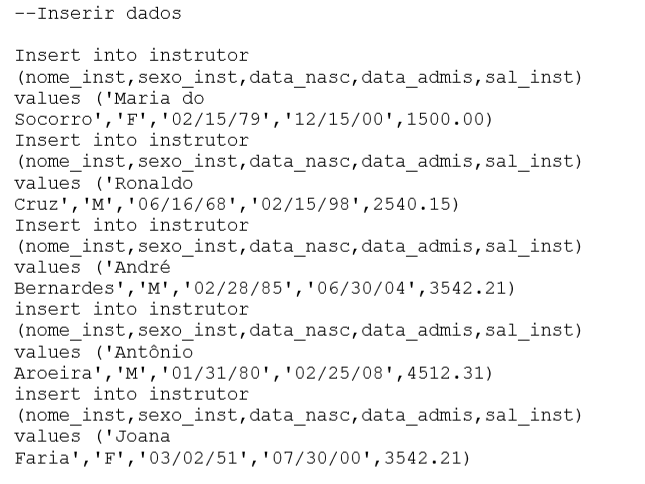 --Inserir dados
Insert into instrutor
(nome_inst,sexo_inst,data_nasc,data_admis,sal_inst)
values ('Maria do
Socorro','F','02/15/79','12/15/00',1500.00)
Insert into instrutor
(nome_inst,sexo_inst,data_nasc,data_admis,sal_inst)
values ('Ronaldo
Cruz','M','06/16/68','02/15/98',2540.15)
Insert into instrutor
(nome_inst,sexo_inst,data_nasc,data_admis,sal_inst)
values ('André
Bernardes','M','02/28/85','06/30/04',3542.21)
insert into instrutor
(nome_inst,sexo_inst,data_nasc,data_admis,sal_inst)
values ('Antônio
Aroeira','M','01/31/80','02/25/08',4512.31)
insert into instrutor
(nome_inst,sexo_inst,data_nasc,data_admis,sal_inst)
values ('Joana
Faria','F','03/02/51','07/30/00',3542.21)